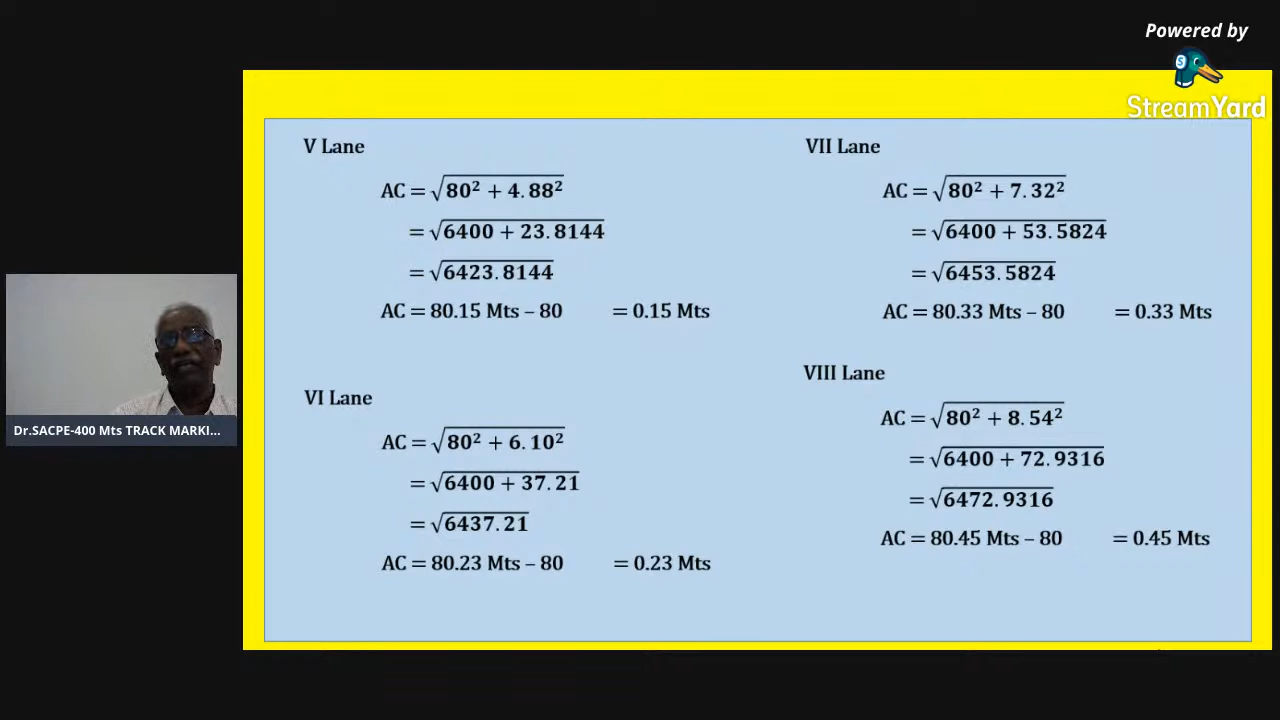 Powered by
StreamYard
V Lane
AC = √80² + 4.88²
= √6400 + 23.8144
= √6423.8144
AC = 80.15 Mts – 80 = 0.15 Mts
VI Lane
AC = √80² + 6.10²
= √6400 + 37.21
= √6437.21
AC = 80.23 Mts – 80 = 0.23 Mts
VII Lane
AC = √80² + 7.32²
= √6400 + 53.5824
= √6453.5824
AC = 80.33 Mts – 80 = 0.33 Mts
VIII Lane
AC = √80² + 8.54²
= √6400 + 72.9316
= √6472.9316
AC = 80.45 Mts – 80 = 0.45 Mts
Dr.SACPE-400 Mts TRACK MARKI...